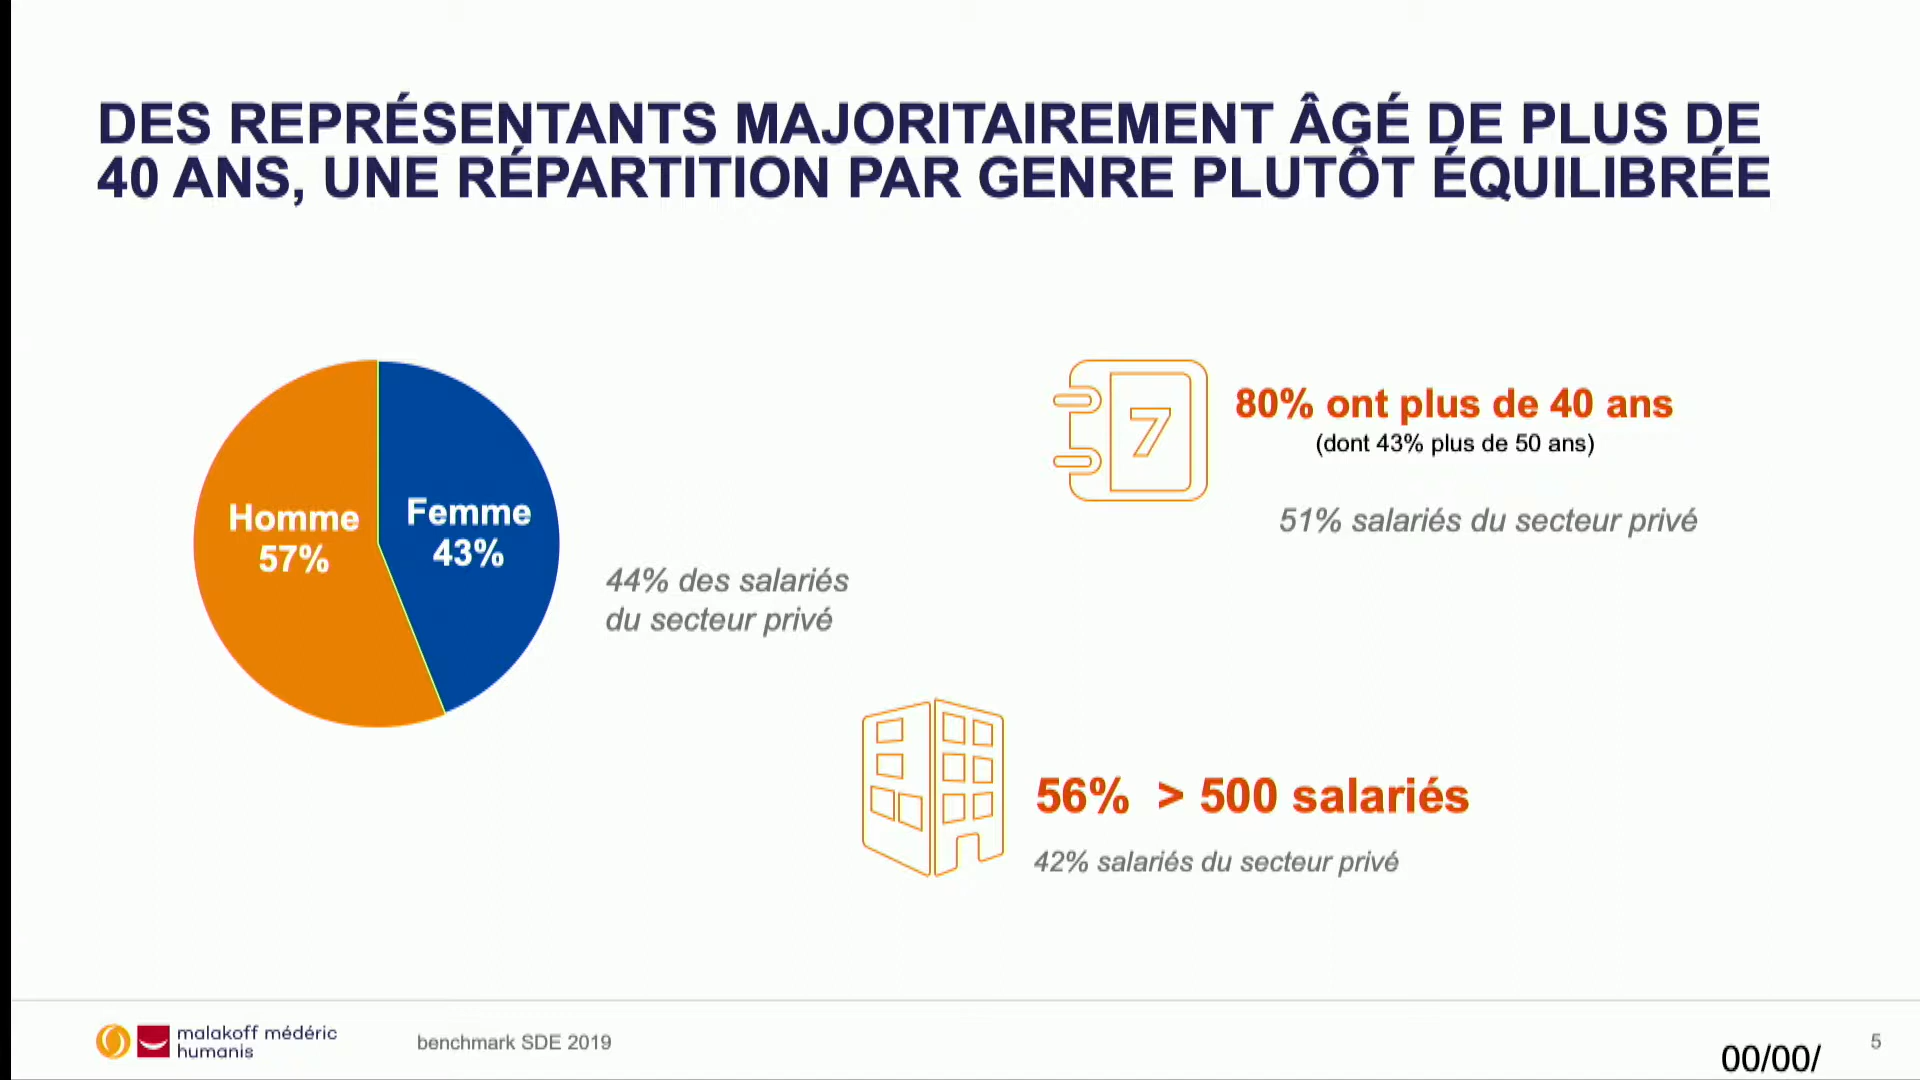 DES REPRÉSENTANTS MAJORITAIREMENT ÂGÉ DE PLUS DE
40 ANS, UNE RÉPARTITION PAR GENRE PLUTÔT ÉQUILIBRÉE
Homme
57%
Femme
43%
44% des salariés
du secteur privé
7
80% ont plus de 40 ans
(dont 43% plus de 50 ans)
51% salariés du secteur privé
56% > 500 salariés
42% salariés du secteur privé
malakoff médéric
humanis
benchmark SDE 2019
00/00/
5